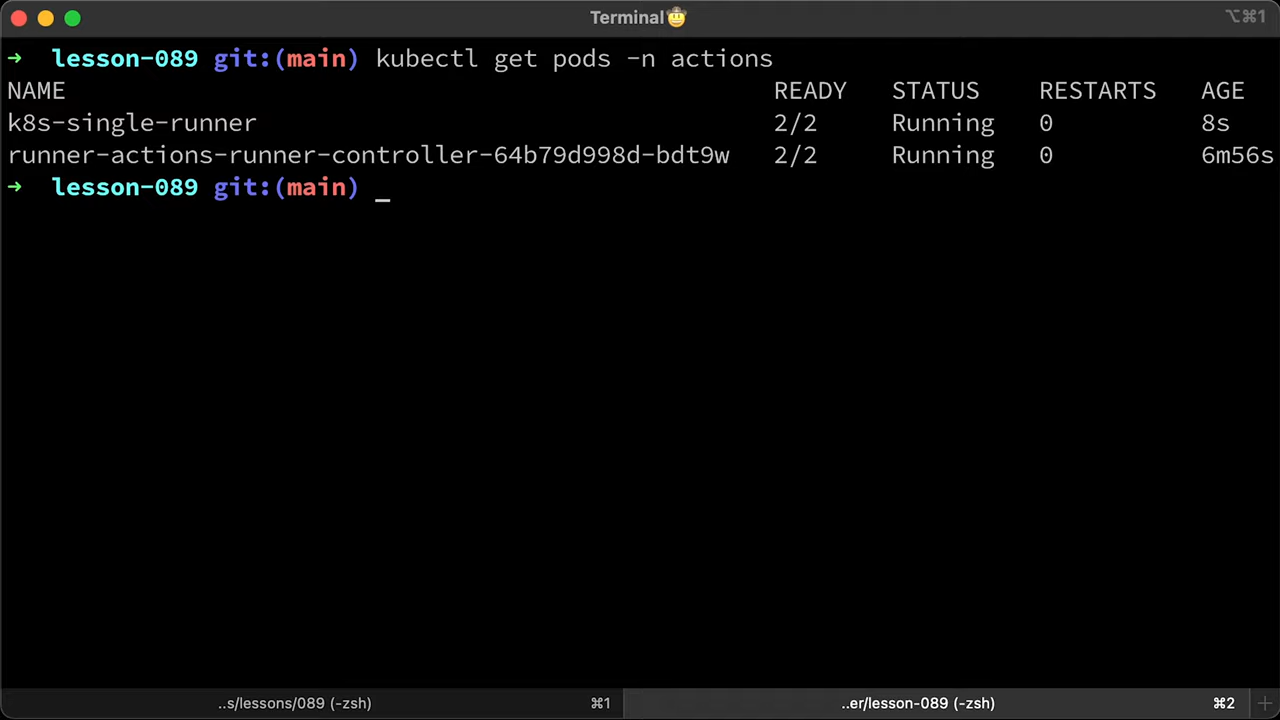 Terminal🤠 ⌥⌘1
→ lesson-089 git:(main) kubectl get pods -n actions
NAME READY STATUS RESTARTS AGE
k8s-single-runner 2/2 Running 0 8s
runner-actions-runner-controller-64b79d998d-bdt9w 2/2 Running 0 6m56s
→ lesson-089 git:(main) _
..s/lessons/089 (-zsh) ⌘1 ..er/lesson-089 (-zsh) ⌘2 +